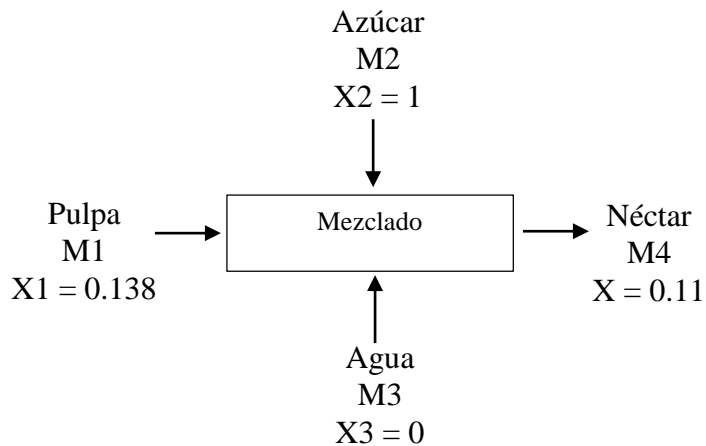 Azúcar
M2
X2 = 1
Pulpa
M1
X1 = 0.138
Mezclado
Néctar
M4
X = 0.11
Agua
M3
X3 = 0